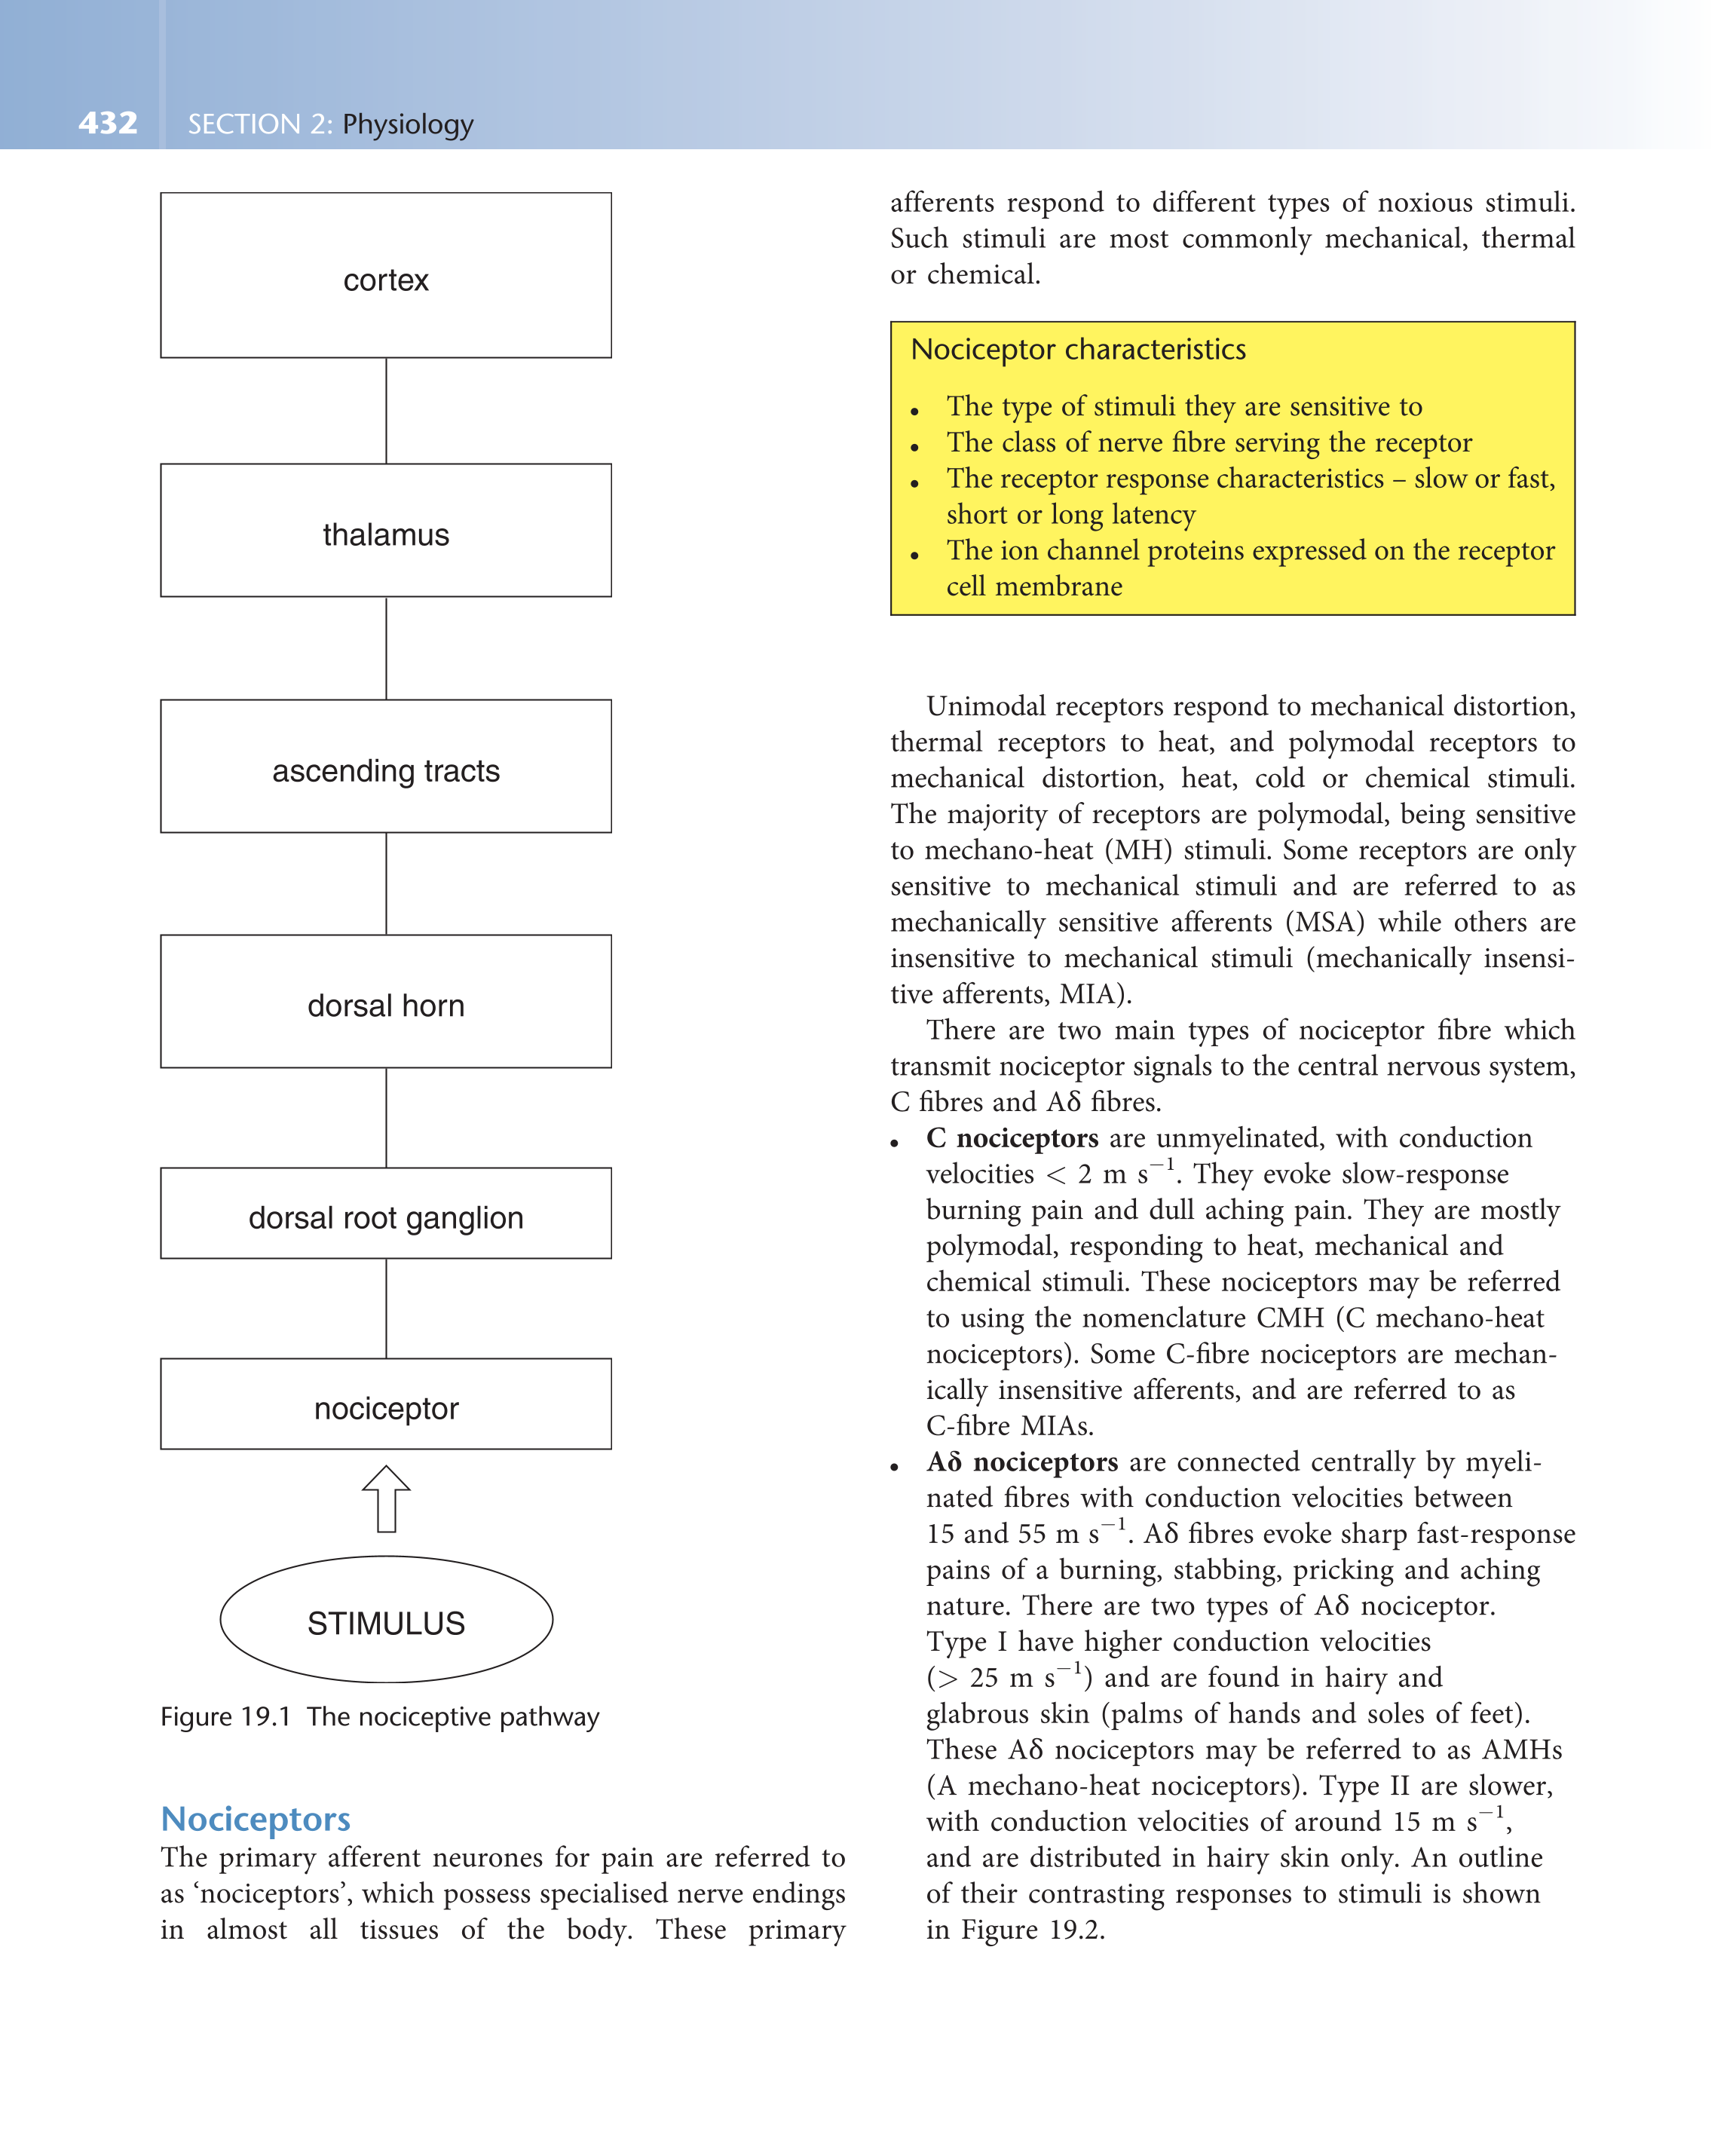 432 SECTION 2: Physiology
cortex
thalamus
ascending tracts
dorsal horn
dorsal root ganglion
nociceptor
STIMULUS
Figure 19.1 The nociceptive pathway
Nociceptors
The primary afferent neurones for pain are referred to
as ‘nociceptors’, which possess specialised nerve endings
in almost all tissues of the body. These primary
afferents respond to different types of noxious stimuli.
Such stimuli are most commonly mechanical, thermal
or chemical.
Nociceptor characteristics
• The type of stimuli they are sensitive to
• The class of nerve fibre serving the receptor
• The receptor response characteristics – slow or fast,
short or long latency
• The ion channel proteins expressed on the receptor
cell membrane
Unimodal receptors respond to mechanical distortion,
thermal receptors to heat, and polymodal receptors to
mechanical distortion, heat, cold or chemical stimuli.
The majority of receptors are polymodal, being sensitive
to mechano-heat (MH) stimuli. Some receptors are only
sensitive to mechanical stimuli and are referred to as
mechanically sensitive afferents (MSA) while others are
insensitive to mechanical stimuli (mechanically insensi-
tive afferents, MIA).
There are two main types of nociceptor fibre which
transmit nociceptor signals to the central nervous system,
C fibres and Aδ fibres.
• C nociceptors are unmyelinated, with conduction
velocities < 2 m s⁻¹. They evoke slow-response
burning pain and dull aching pain. They are mostly
polymodal, responding to heat, mechanical and
chemical stimuli. These nociceptors may be referred
to using the nomenclature CMH (C mechano-heat
nociceptors). Some C-fibre nociceptors are mechan-
ically insensitive afferents, and are referred to as
C-fibre MIAs.
• Aδ nociceptors are connected centrally by myeli-
nated fibres with conduction velocities between
15 and 55 m s⁻¹. Aδ fibres evoke sharp fast-response
pains of a burning, stabbing, pricking and aching
nature. There are two types of Aδ nociceptor.
Type I have higher conduction velocities
(> 25 m s⁻¹) and are found in hairy and
glabrous skin (palms of hands and soles of feet).
These Aδ nociceptors may be referred to as AMHs
(A mechano-heat nociceptors). Type II are slower,
with conduction velocities of around 15 m s⁻¹,
and are distributed in hairy skin only. An outline
of their contrasting responses to stimuli is shown
in Figure 19.2.